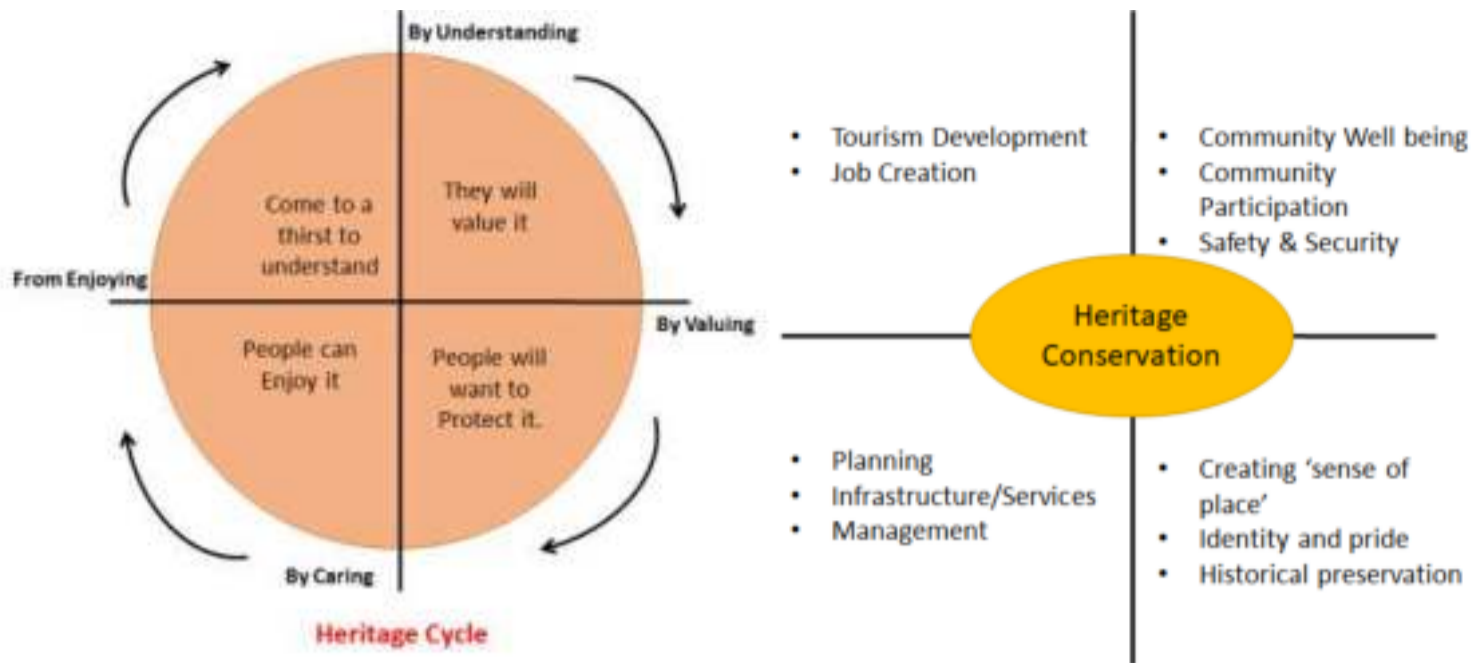 By Understanding
Come to a
thirst to
understand
They will
value it
From Enjoying
By Valuing
People can
Enjoy it
People will
want to
Protect it.
By Caring
Heritage Cycle
• Tourism Development
• Job Creation
• Community Well being
• Community
Participation
• Safety & Security
Heritage
Conservation
• Planning
• Infrastructure/Services
• Management
• Creating ‘sense of
place’
• Identity and pride
• Historical preservation